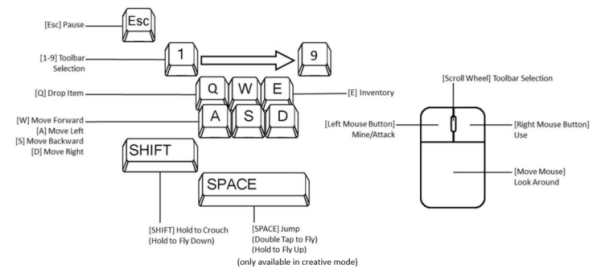 [Esc] Pause
Esc
[1-9] Toolbar
Selection
1
9
[Scroll Wheel] Toolbar Selection
[Q] Drop Item
Q
W
E
[E] Inventory
[W] Move Forward
[A] Move Left
[S] Move Backward
[D] Move Right
A
S
D
[Left Mouse Button]
Mine/Attack
[Right Mouse Button]
Use
SHIFT
[Move Mouse]
Look Around
SPACE
[SHIFT] Hold to Crouch
(Hold to Fly Down)
[SPACE] Jump
(Double Tap to Fly)
(Hold to Fly Up)
(only available in creative mode)